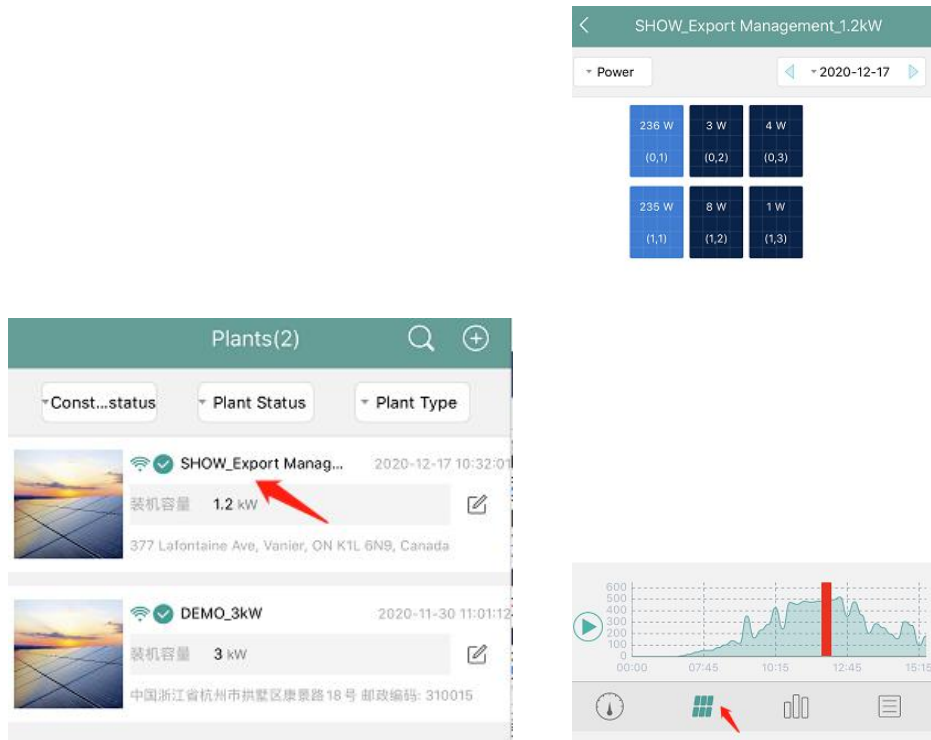 SHOW_Export Management_1.2kW
Power
2020-12-17
236 W 3 W 4 W
(0,1) (0,2) (0,3)
235 W 8 W 1 W
(1,1) (1,2) (1,3)
Plants(2)
Const...status Plant Status Plant Type
SHOW_Export Manag... 2020-12-17 10:32:01
装机容量 1.2 kW
377 Lafontaine Ave, Vanier, ON K1L 6N9, Canada
DEMO_3kW 2020-11-30 11:01:12
装机容量 3 kW
中国浙江省杭州市拱墅区康景路18号 邮政编码: 310015
600
500
400
300
200
100
0
00:00 07:45 10:15 12:45 15:15